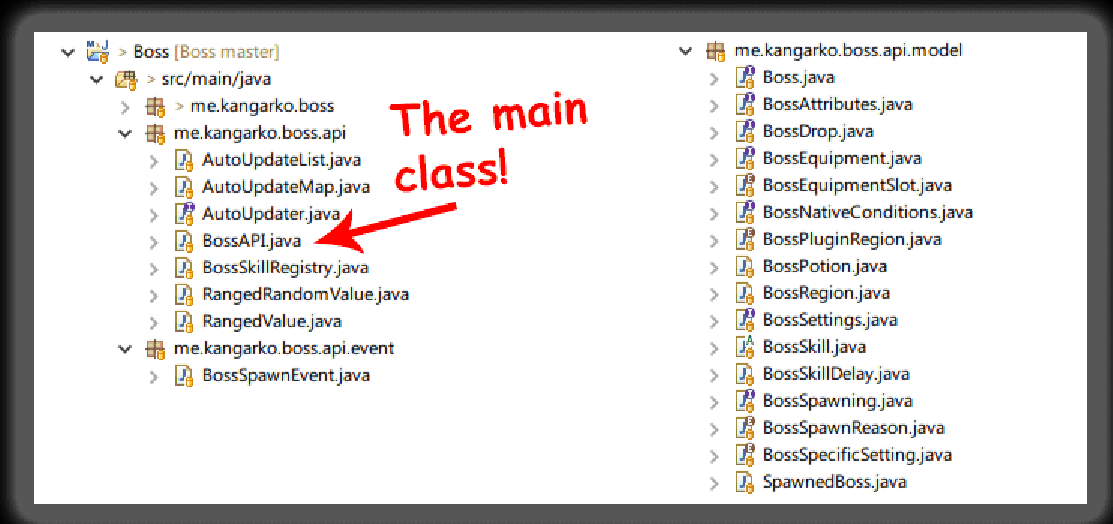 > Boss [Boss master]
> src/main/java
> me.kangarko.boss
me.kangarko.boss.api
AutoUpdateList.java
AutoUpdateMap.java
AutoUpdater.java
BossAPI.java
BossSkillRegistry.java
RangedRandomValue.java
RangedValue.java
me.kangarko.boss.api.event
BossSpawnEvent.java
The main
class!
me.kangarko.boss.api.model
Boss.java
BossAttributes.java
BossDrop.java
BossEquipment.java
BossEquipmentSlot.java
BossNativeConditions.java
BossPluginRegion.java
BossPotion.java
BossRegion.java
BossSettings.java
BossSkill.java
BossSkillDelay.java
BossSpawning.java
BossSpawnReason.java
BossSpecificSetting.java
SpawnedBoss.java